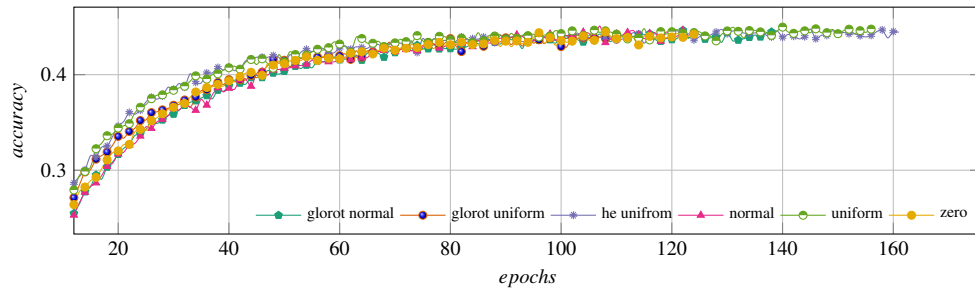 accuracy
0.4
0.3
glorot normal glorot uniform he unifrom normal uniform zero
20 40 60 80 100 120 140 160
epochs